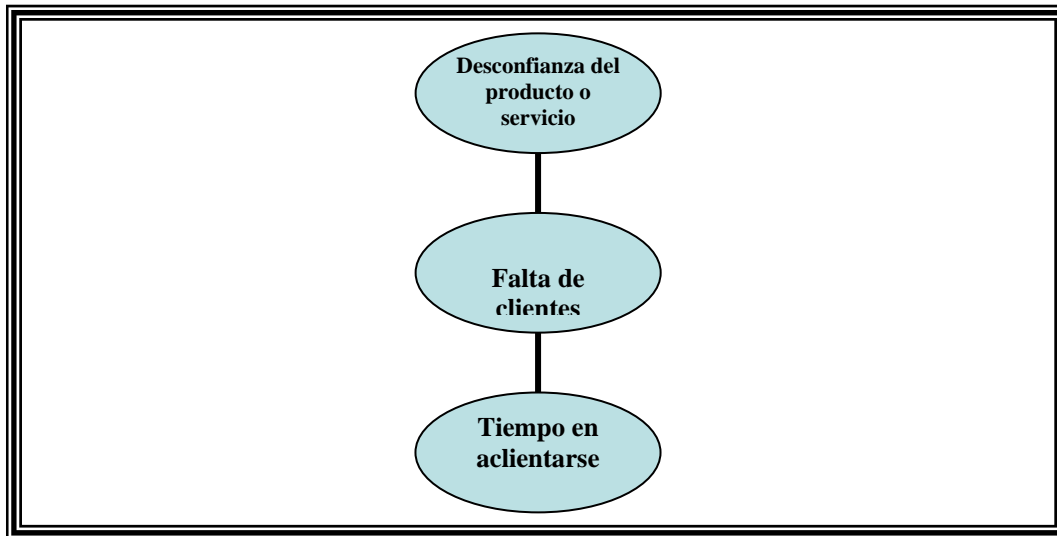 Desconfianza del
producto o
servicio
Falta de
clientes
Tiempo en
aclientarse